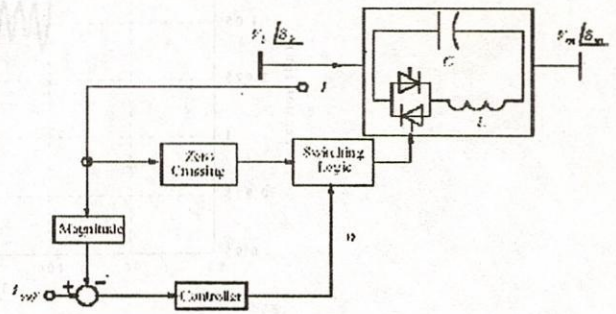 C
I
L
Zero
Crossing
Switching
Logic
Magnitude
+ -
Controller